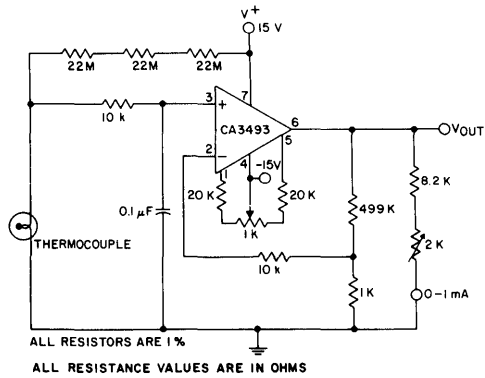 V+
15 V
22M 22M 22M
7
3
+
10 k
CA3493
6
VOUT
2
−
1
4
5
-15V
8.2 K
20 K
20 K
499 K
0.1 µF
1 k
2 K
THERMOCOUPLE
10 k
1 K
0-1 mA
ALL RESISTORS ARE 1 %
ALL RESISTANCE VALUES ARE IN OHMS